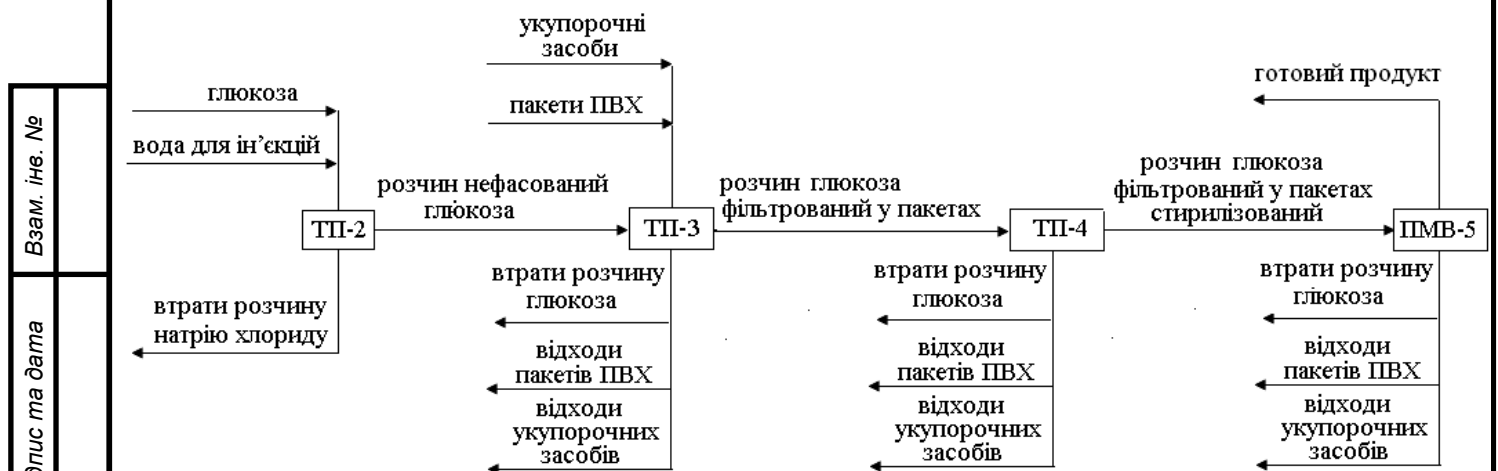 укупорочні
засоби
готовий продукт
глюкоза
пакети ПВХ
вода для ін’єкцій
розчин нефасований
глюкоза
розчин глюкоза
фільтрований у пакетах
розчин глюкоза
фільтрований у пакетах
стирилізований
ТП-2
ТП-3
ТП-4
ПМВ-5
втрати розчину
натрію хлориду
втрати розчину
глюкоза
відходи
пакетів ПВХ
відходи
укупорочних
засобів
втрати розчину
глюкоза
відходи
пакетів ПВХ
відходи
укупорочних
засобів
втрати розчину
глюкоза
відходи
пакетів ПВХ
відходи
укупорочних
засобів
Взам. інв. №
та дата